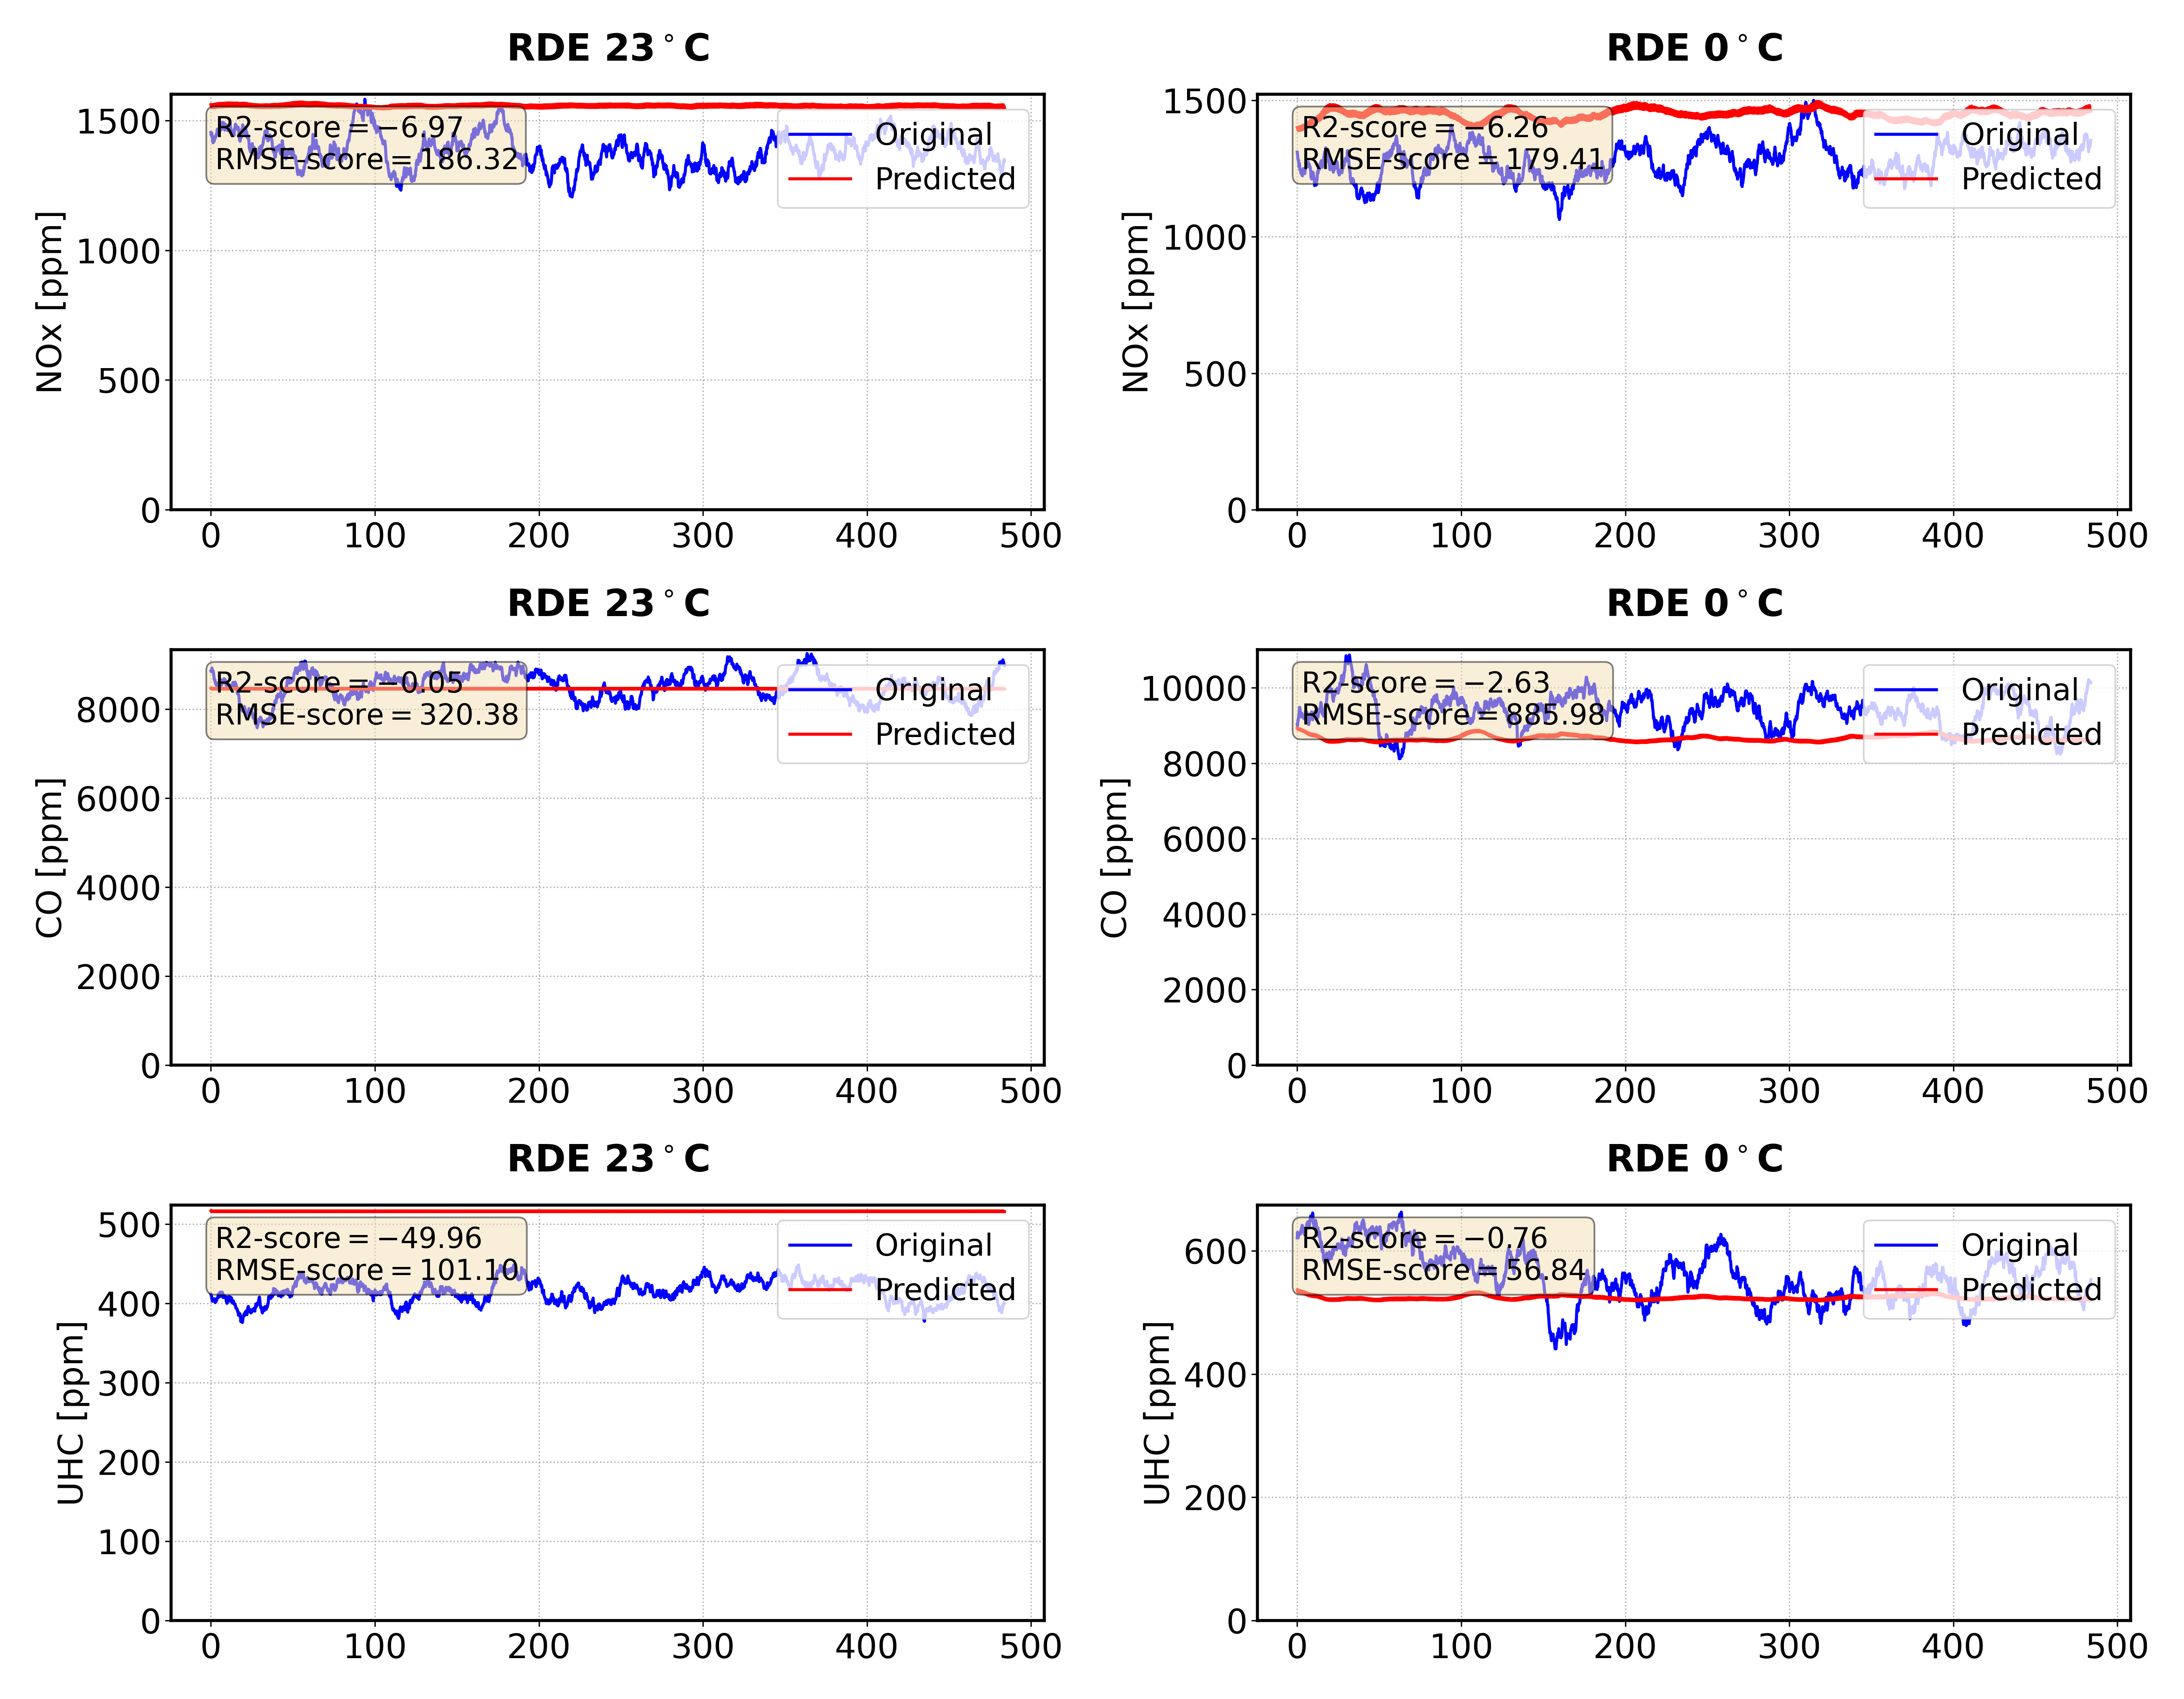 RDE 23°C
NOx [ppm]
1500
1000
500
0
R2-score = −6.97
RMSE-score = 186.32
Original
Predicted
0 100 200 300 400 500
RDE 0°C
NOx [ppm]
1500
1000
500
0
R2-score = −6.26
RMSE-score = 179.41
Original
Predicted
0 100 200 300 400 500
RDE 23°C
CO [ppm]
8000
6000
4000
2000
0
R2-score = −0.05
RMSE-score = 320.38
Original
Predicted
0 100 200 300 400 500
RDE 0°C
CO [ppm]
10000
8000
6000
4000
2000
0
R2-score = −2.63
RMSE-score = 885.98
Original
Predicted
0 100 200 300 400 500
RDE 23°C
UHC [ppm]
500
400
300
200
100
0
R2-score = −49.96
RMSE-score = 101.10
Original
Predicted
0 100 200 300 400 500
RDE 0°C
UHC [ppm]
600
400
200
0
R2-score = −0.76
RMSE-score = 56.84
Original
Predicted
0 100 200 300 400 500